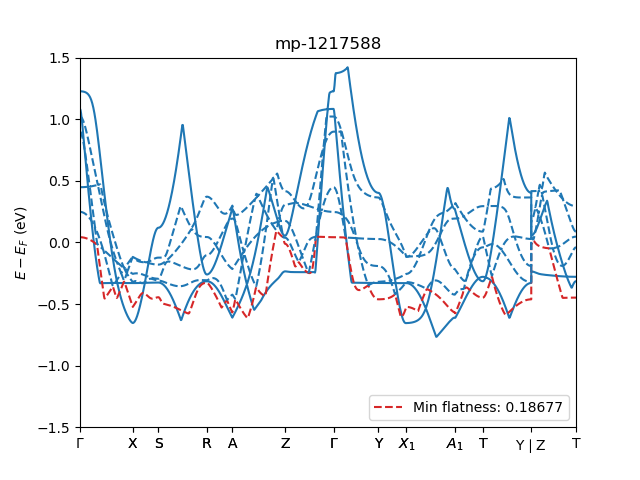 mp-1217588
E − E_F (eV)
1.5
1.0
0.5
0.0
−0.5
−1.0
−1.5
Min flatness: 0.18677
Γ X S R A Z Γ Y X₁ A₁ T Y | Z T